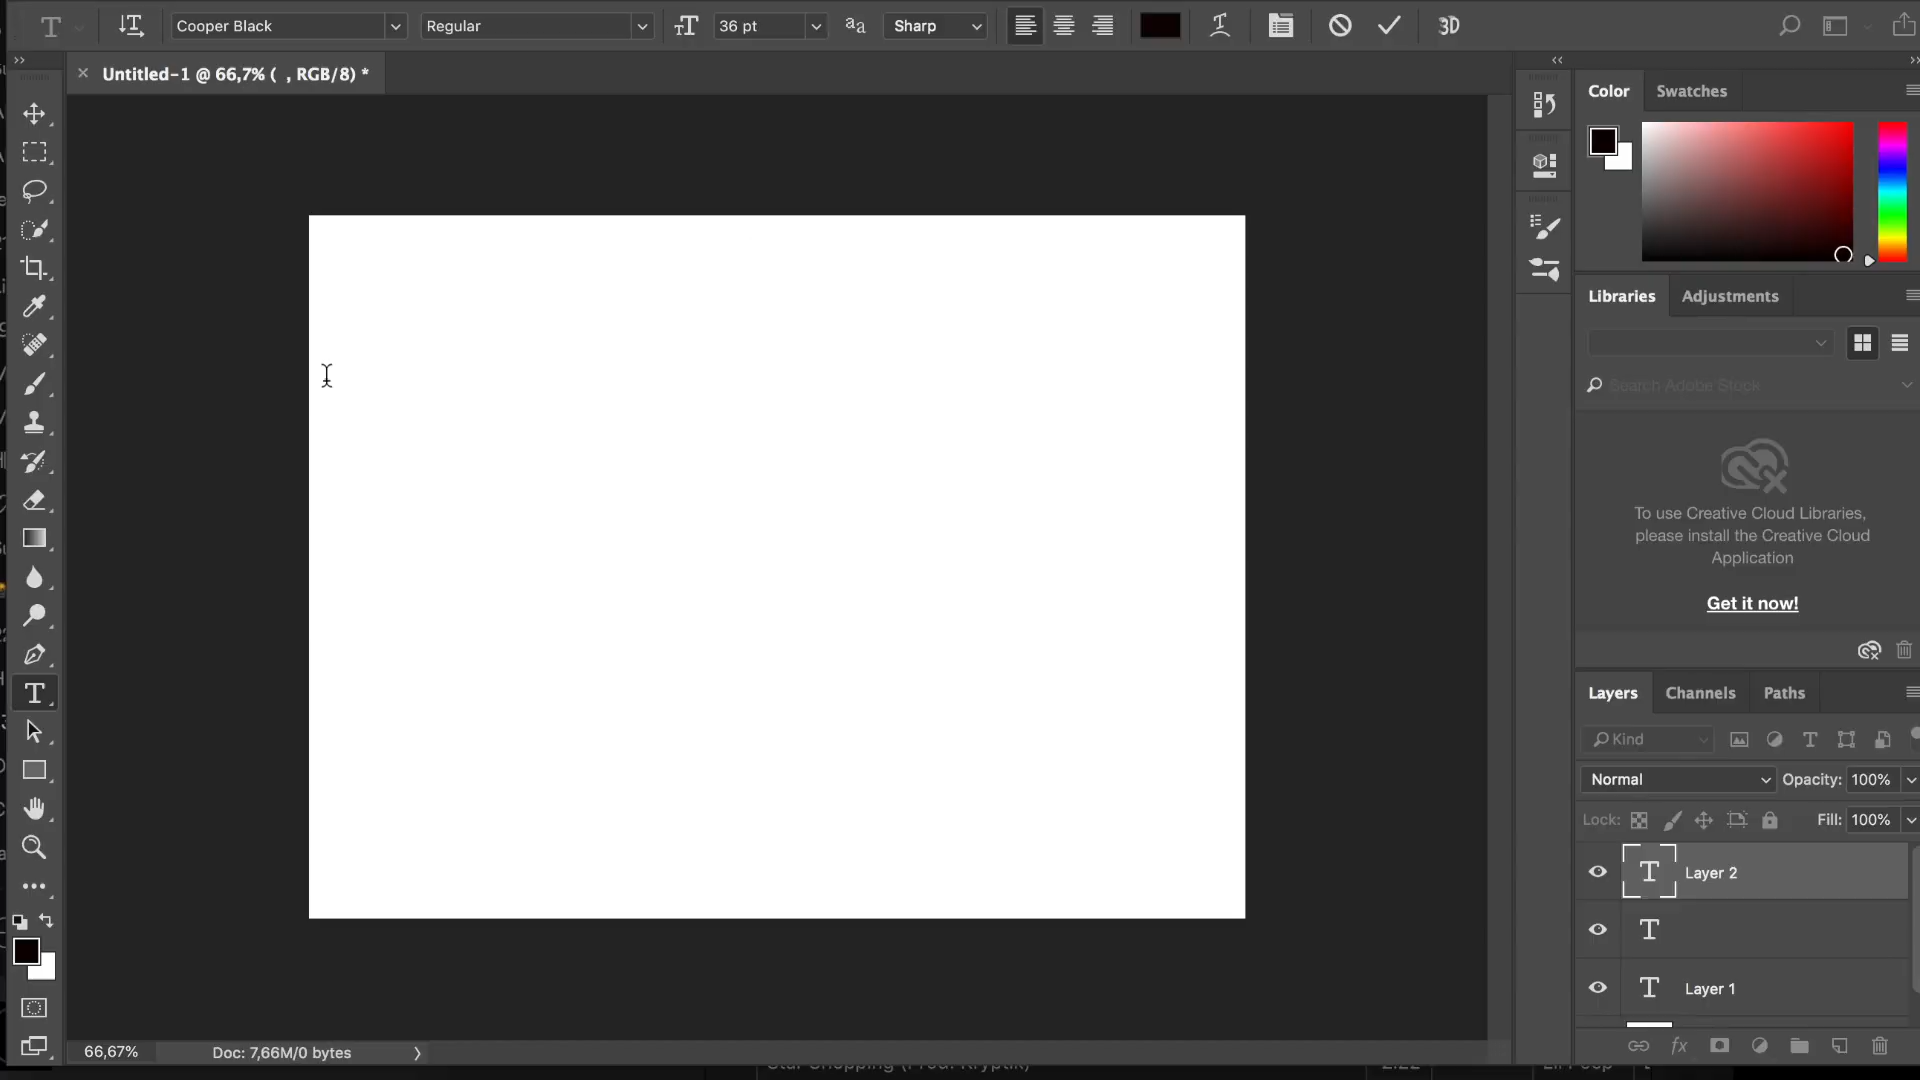 Cooper Black
Regular
36 pt
Sharp
3D
Untitled-1 @ 66,7% ( , RGB/8) *
Color
Swatches
Libraries
Adjustments
Search Adobe Stock
To use Creative Cloud Libraries,
please install the Creative Cloud
Application
Get it now!
Layers
Channels
Paths
Kind
Normal
Opacity: 100%
Lock:
Fill: 100%
Layer 2
Layer 1
66,67%
Doc: 7,66M/0 bytes